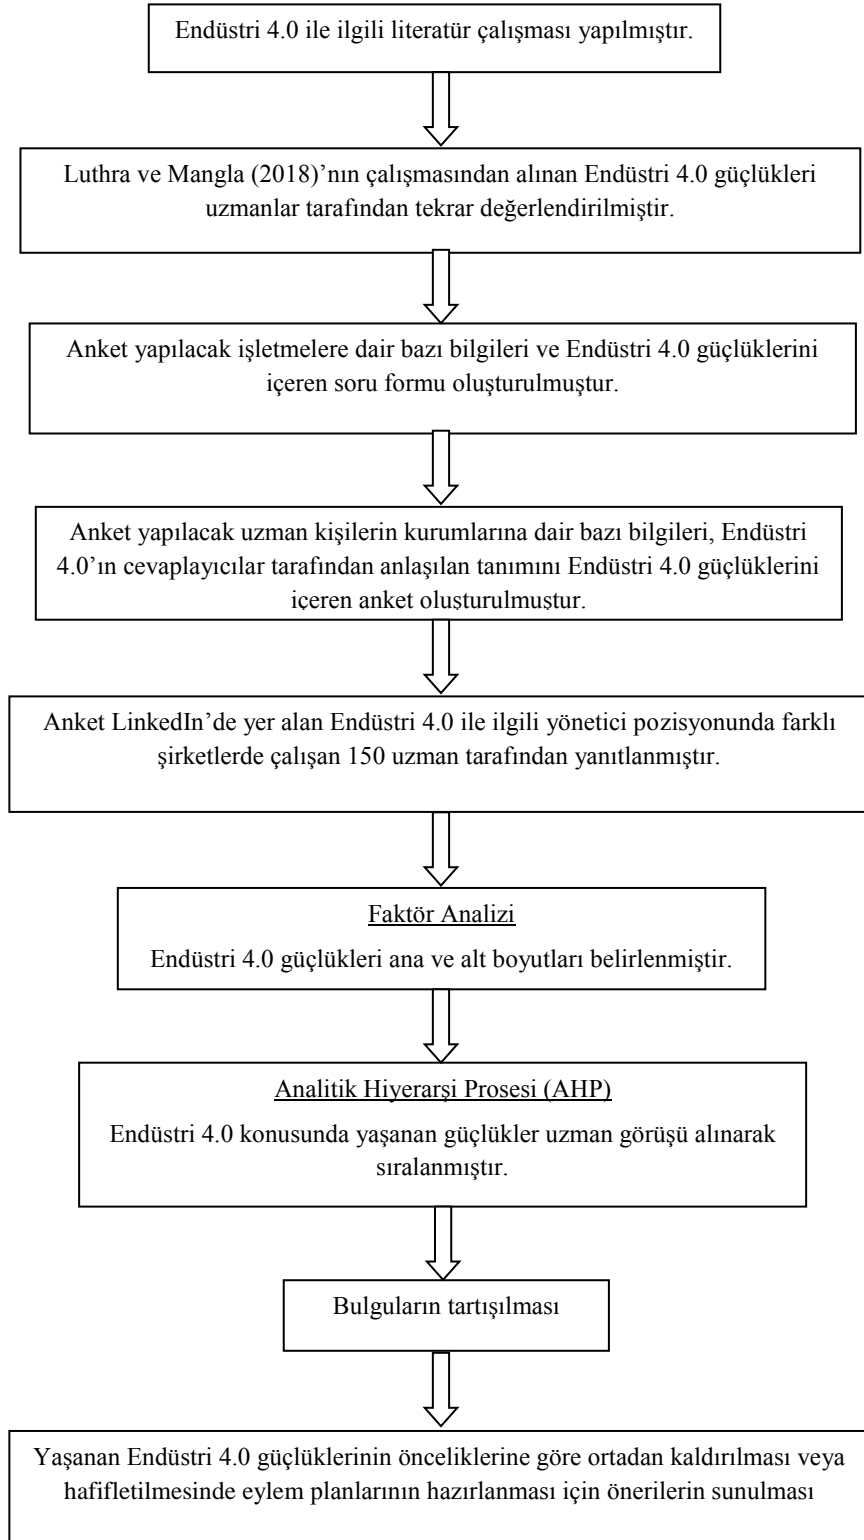 Endüstri 4.0 ile ilgili literatür çalışması yapılmıştır.
Luthra ve Mangla (2018)’nın çalışmasından alınan Endüstri 4.0 güçlükleri
uzmanlar tarafından tekrar değerlendirilmiştir.
Anket yapılacak işletmelere dair bazı bilgileri ve Endüstri 4.0 güçlüklerini
içeren soru formu oluşturulmuştur.
Anket yapılacak uzman kişilerin kurumlarına dair bazı bilgileri, Endüstri
4.0’ın cevaplayıcılar tarafından anlaşılan tanımını Endüstri 4.0 güçlüklerini
içeren anket oluşturulmuştur.
Anket LinkedIn’de yer alan Endüstri 4.0 ile ilgili yönetici pozisyonunda farklı
şirketlerde çalışan 150 uzman tarafından yanıtlanmıştır.
Faktör Analizi
Endüstri 4.0 güçlükleri ana ve alt boyutları belirlenmiştir.
Analitik Hiyerarşi Prosesi (AHP)
Endüstri 4.0 konusunda yaşanan güçlükler uzman görüşü alınarak
sıralanmıştır.
Bulguların tartışılması
Yaşanan Endüstri 4.0 güçlüklerinin önceliklerine göre ortadan kaldırılması veya
hafifletilmesinde eylem planlarının hazırlanması için önerilerin sunulması